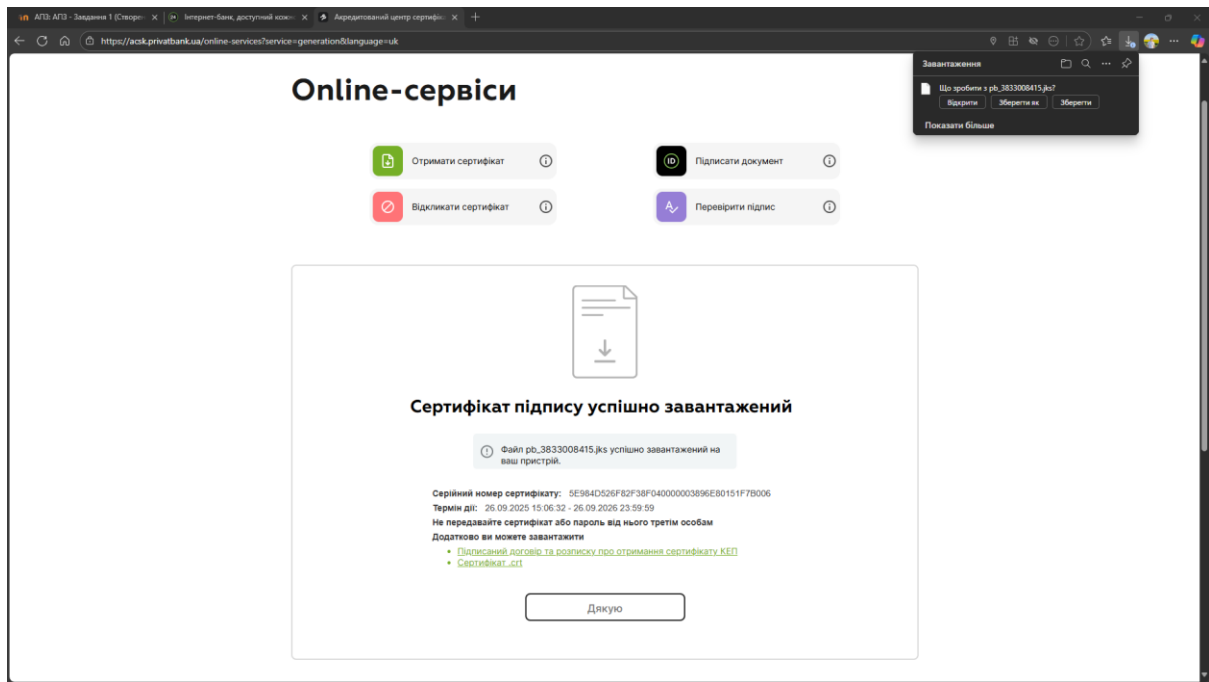 АПЗ: АПЗ - Завдання 1 (Створен
Інтернет-банк, доступний кожн
Акредитований центр сертифік
https://acsk.privatbank.ua/online-services?service=generation&language=uk
Завантаження
Що зробити з pb_3833008415.jks?
Відкрити
Зберегти як
Зберегти
Показати більше
Online-сервіси
Отримати сертифікат
Підписати документ
Відкликати сертифікат
Перевірити підпис
Сертифікат підпису успішно завантажений
Файл pb_3833008415.jks успішно завантажений на
ваш пристрій.
Серійний номер сертифікату: 5E984D526F82F38F040000003896E80151F7B006
Термін дії: 26.09.2025 15:06:32 - 26.09.2026 23:59:59
Не передавайте сертифікат або пароль від нього третім особам
Додатково ви можете завантажити
Підписаний договір та розписку про отримання сертифікату КЕП
Сертифікат .crt
Дякую